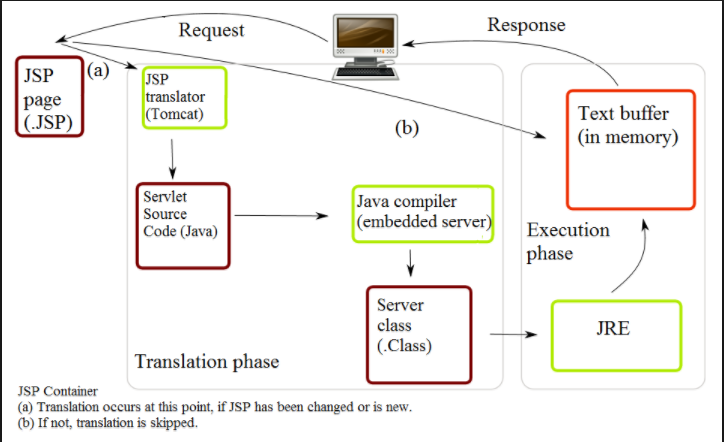 Request
Response
JSP
page
(.JSP)
(a)
JSP
translator
(Tomcat)
(b)
Text buffer
(in memory)
Servlet
Source
Code (Java)
Java compiler
(embedded server)
Execution
phase
Server
class
(.Class)
JRE
Translation phase
JSP Container
(a) Translation occurs at this point, if JSP has been changed or is new.
(b) If not, translation is skipped.